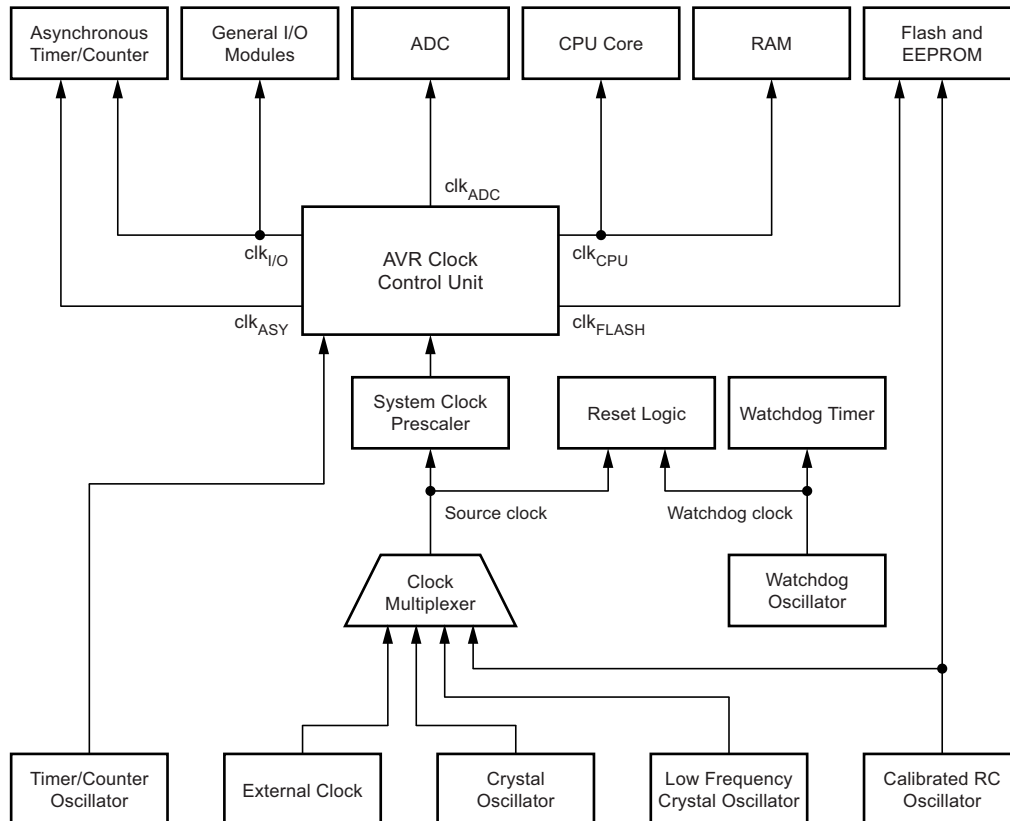 Asynchronous
Timer/Counter
General I/O
Modules
ADC
CPU Core
RAM
Flash and
EEPROM
clkADC
clkI/O
clkCPU
AVR Clock
Control Unit
clkASY
clkFLASH
System Clock
Prescaler
Reset Logic
Watchdog Timer
Source clock
Watchdog clock
Clock
Multiplexer
Watchdog
Oscillator
Timer/Counter
Oscillator
External Clock
Crystal
Oscillator
Low Frequency
Crystal Oscillator
Calibrated RC
Oscillator